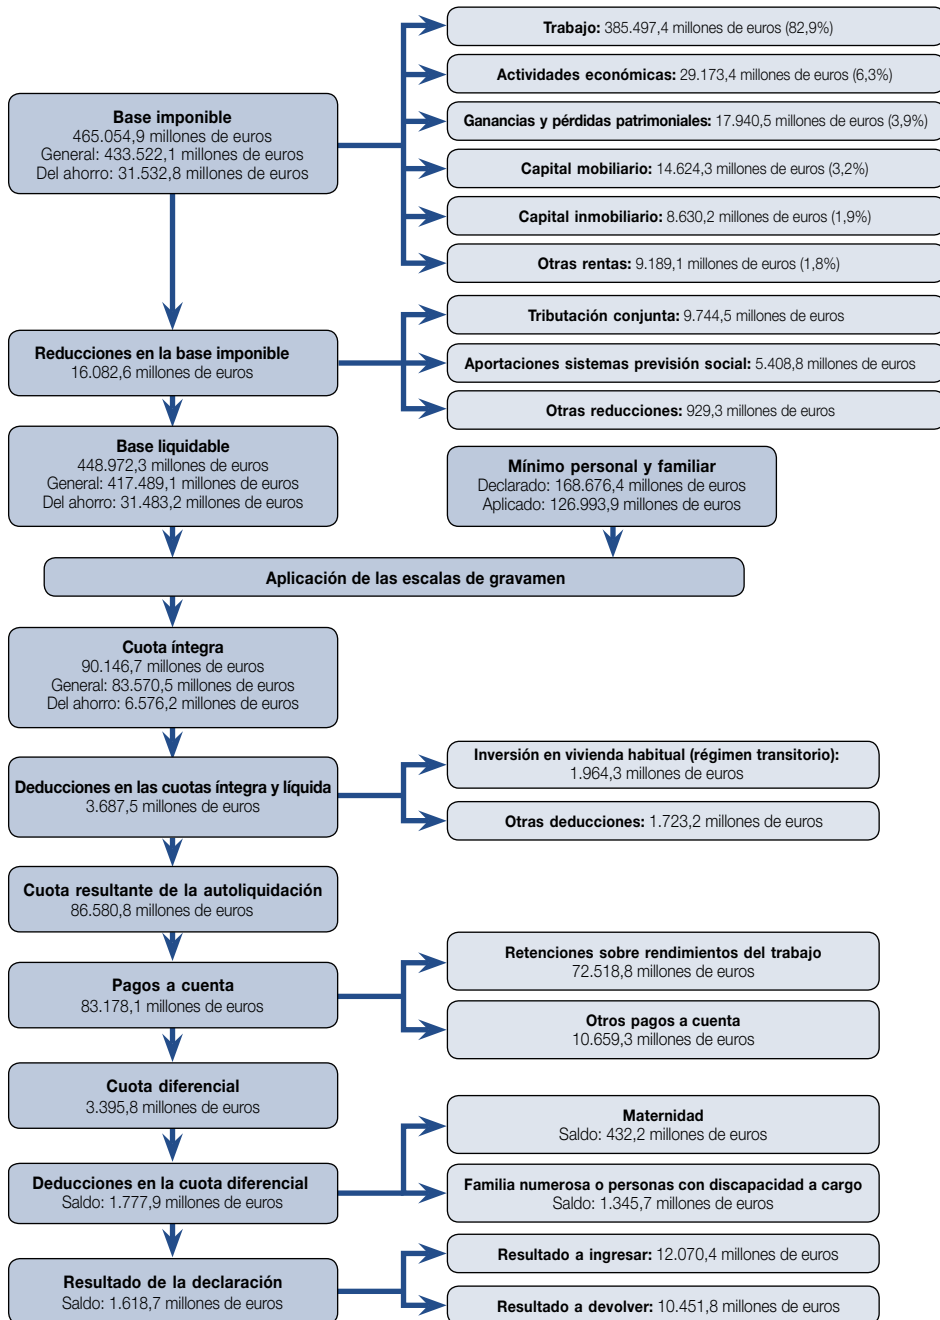 Base imponible
465.054,9 millones de euros
General: 433.522,1 millones de euros
Del ahorro: 31.532,8 millones de euros
Trabajo: 385.497,4 millones de euros (82,9%)
Actividades económicas: 29.173,4 millones de euros (6,3%)
Ganancias y pérdidas patrimoniales: 17.940,5 millones de euros (3,9%)
Capital mobiliario: 14.624,3 millones de euros (3,2%)
Capital inmobiliario: 8.630,2 millones de euros (1,9%)
Otras rentas: 9.189,1 millones de euros (1,8%)
Reducciones en la base imponible
16.082,6 millones de euros
Tributación conjunta: 9.744,5 millones de euros
Aportaciones sistemas previsión social: 5.408,8 millones de euros
Otras reducciones: 929,3 millones de euros
Base liquidable
448.972,3 millones de euros
General: 417.489,1 millones de euros
Del ahorro: 31.483,2 millones de euros
Mínimo personal y familiar
Declarado: 168.676,4 millones de euros
Aplicado: 126.993,9 millones de euros
Aplicación de las escalas de gravamen
Cuota íntegra
90.146,7 millones de euros
General: 83.570,5 millones de euros
Del ahorro: 6.576,2 millones de euros
Deducciones en las cuotas íntegra y líquida
3.687,5 millones de euros
Inversión en vivienda habitual (régimen transitorio):
1.964,3 millones de euros
Otras deducciones: 1.723,2 millones de euros
Cuota resultante de la autoliquidación
86.580,8 millones de euros
Pagos a cuenta
83.178,1 millones de euros
Retenciones sobre rendimientos del trabajo
72.518,8 millones de euros
Otros pagos a cuenta
10.659,3 millones de euros
Cuota diferencial
3.395,8 millones de euros
Deducciones en la cuota diferencial
Saldo: 1.777,9 millones de euros
Maternidad
Saldo: 432,2 millones de euros
Familia numerosa o personas con discapacidad a cargo
Saldo: 1.345,7 millones de euros
Resultado de la declaración
Saldo: 1.618,7 millones de euros
Resultado a ingresar: 12.070,4 millones de euros
Resultado a devolver: 10.451,8 millones de euros